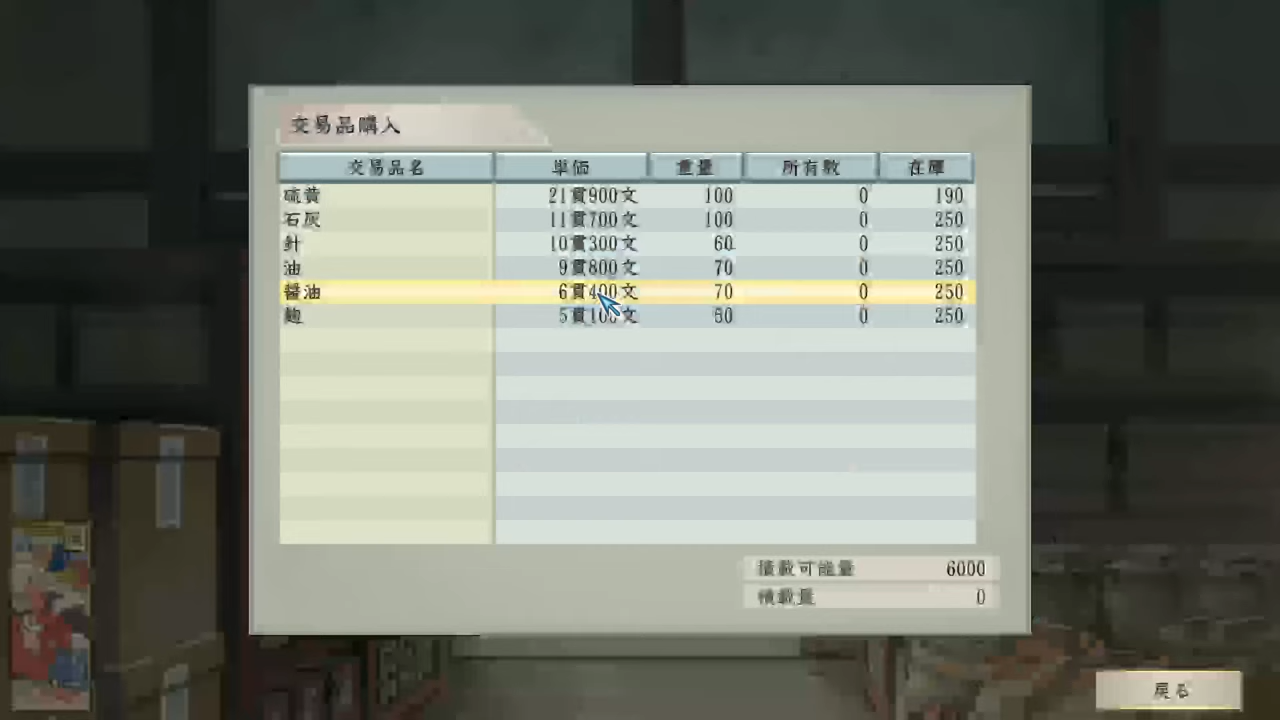 交易品購入
交易品名 単価 重量 所有数 在庫
硫黄 21貫900文 100 0 190
石灰 11貫700文 100 0 250
針 10貫300文 60 0 250
油 9貫800文 70 0 250
醤油 6貫400文 70 0 250
麹 5貫100文 0 250
積載可能量 6000
積載量 0
戻る